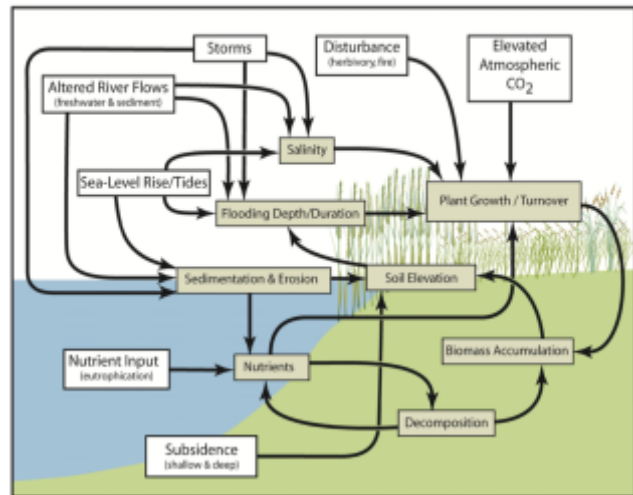 Storms
Disturbance
(herbivory, fire)
Elevated
Atmospheric
CO2
Altered River Flows
(freshwater & sediment)
Salinity
Sea-Level Rise/Tides
Plant Growth / Turnover
Flooding Depth/Duration
Sedimentation & Erosion
Soil Elevation
Nutrient Input
(eutrophication)
Nutrients
Biomass Accumulation
Decomposition
Subsidence
(shallow & deep)